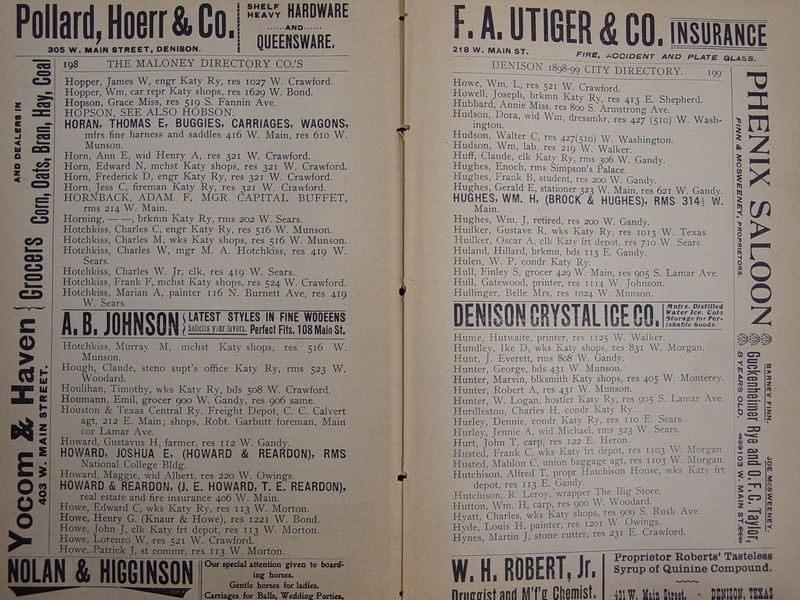 Pollard, Hoerr & Co.
305 W. MAIN STREET, DENISON.
SHELF HEAVY HARDWARE
AND
QUEENSWARE.
198 THE MALONEY DIRECTORY CO.'S
Hopper, James W, engr Katy Ry, res 1027 W. Crawford.
Hopper, Wm, car repr Katy shops, res 1629 W. Bond.
Hopson, Grace Miss, res 519 S. Fannin Ave.
HOPSON, SEE ALSO HOBSON.
HORAN, THOMAS E, BUGGIES, CARRIAGES, WAGONS,
mfrs fine harness and saddles 416 W. Main, res 610 W.
Munson.
Horn, Ann E, wid Henry A, res 321 W. Crawford.
Horn, Edward N, mchst Katy shops, res 321 W. Crawford.
Horn, Frederick D, engr Katy Ry, res 321 W. Crawford.
Horn, Jess C, fireman Katy Ry, res 321 W. Crawford.
HORNBACK, ADAM F, MGR CAPITAL BUFFET,
rms 214 W. Main.
Horning, — —, brkmn Katy Ry, rms 202 W. Sears.
Hotchkiss, Charles C, engr Katy Ry, res 516 W. Munson.
Hotchkiss, Charles M, wks Katy shops, res 516 W. Munson.
Hotchkiss, Charles W, mgr M. A. Hotchkiss, res 419 W.
Sears.
Hotchkiss, Charles W. Jr, clk, res 419 W. Sears.
Hotchkiss, Frank F, mchst Katy shops, res 524 W. Crawford.
Hotchkiss, Marian A, painter 116 N. Burnett Ave, res 419
W. Sears.
A. B. JOHNSON
LATEST STYLES IN FINE WOOLENS
Solicits your favors. Perfect Fits. 108 Main St.
Hotchkiss, Murray M, mchst Katy shops, res 516 W.
Munson.
Hough, Claude, steno supt's office Katy Ry, rms 523 W.
Woodard.
Houlihan, Timothy, wks Katy Ry, bds 508 W. Crawford.
Houmann, Emil, grocer 900 W. Gandy, res 906 same.
Houston & Texas Central Ry. Freight Depot, C. C. Calvert
agt, 212 E. Main; shops, Robt. Garbutt foreman, Main
cor Lamar Ave.
Howard, Gustavus H, farmer, res 112 W. Gandy.
HOWARD, JOSHUA E, (HOWARD & REARDON), RMS
National College Bldg.
Howard, Maggie, wid Albert, res 220 W. Owings.
HOWARD & REARDON, (J. E. HOWARD, T. E. REARDON),
real estate and fire insurance 406 W. Main.
Howe, Edward C, wks Katy Ry, res 113 W. Morton.
Howe, Henry G. (Knaur & Howe), res 1221 W. Bond.
Howe, John J, clk Katy frt depot, res 113 W. Morton.
Howe, Lorenzo W, res 521 W. Crawford.
Howe, Patrick J, st commr, res 113 W. Morton.
NOLAN & HIGGINSON
Our special attention given to boarding
horses.
Gentle horses for ladies.
Carriages for Balls, Wedding Parties,
Yocom & Haven
403 W. MAIN STREET.
Grocers
AND DEALERS IN
Corn, Oats, Bran, Hay, Coal
F. A. UTIGER & CO. INSURANCE
218 W. MAIN ST. FIRE, ACCIDENT AND PLATE GLASS.
DENISON 1898-99 CITY DIRECTORY. 199
Howe, Wm. L, res 521 W. Crawford.
Howell, Joseph, brkmn Katy Ry, res 413 E. Shepherd.
Hubbard, Annie Miss, res 800 S. Armstrong Ave.
Hudson, Dora, wid Wm, dressmkr, res 427 (510) W. Washington.
Hudson, Walter C, res 427(510) W. Washington.
Hudson, Wm, lab, res 219 W. Walker.
Huff, Claude, clk Katy Ry, rms 306 W. Gandy.
Hughes, Enoch, rms Simpson's Palace.
Hughes, Frank B, student, res 200 W. Gandy.
Hughes, Gerald E, stationer 323 W. Main, res 621 W. Gandy.
HUGHES, WM. H, (BROCK & HUGHES), RMS 314½ W.
Main.
Hughes, Wm. J, retired, res 200 W. Gandy.
Huilker, Gustave R, wks Katy Ry, res 1013 W. Texas.
Huilker, Oscar A, clk Katy frt depot, res 710 W. Sears.
Huland, Hillard, brkmn, bds 113 E. Gandy.
Hulen, W. P, condr Katy Ry.
Hull, Finley S, grocer 429 W. Main, res 905 S. Lamar Ave.
Hull, Gatewood, printer, res 1114 W. Johnson.
Hullinger, Belle Mrs, res 1024 W. Munson.
DENISON CRYSTAL ICE CO.
Mnfrs. Distilled
Water Ice. Cold
Storage for Perishable
Goods.
Hume, Hutwaite, printer, res 1125 W. Walker.
Hundley, Ike D, wks Katy shops, res 831 W. Morgan.
Hunt, J. Everett, rms 808 W. Gandy.
Hunter, George, bds 431 W. Munson.
Hunter, Marvin, blksmith Katy shops, res 405 W. Monterey.
Hunter, Robert A, res 431 W. Munson.
Hunter, W. Logan, hostler Katy Ry, res 905 S. Lamar Ave.
Hurdleston, Charles H, condr Katy Ry.
Hurley, Dennie, condr Katy Ry, res 110 E. Sears.
Hurley, Jennie A, wid Michael, rms 323 W. Sears.
Hurt, John T, carp, res 122 E. Heron.
Husted, Frank C, wks Katy frt depot, res 1103 W. Morgan.
Husted, Mahlon C, union baggage agt, res 1103 W. Morgan.
Hutchison, Alfred T, propr Hutchison House, wks Katy frt
depot, res 113 E. Gandy.
Hutchison, R. Leroy, wrapper The Big Store.
Hutton, Wm. H, carp, res 900 W. Woodard.
Hyatt, Charles, wks Katy shops, res 909 S. Rusk Ave.
Hyde, Louis H, painter, res 1201 W. Owings.
Hynes, Martin J, stone cutter, res 231 E. Crawford.
W. H. ROBERT, Jr.
Druggist and M'f'g Chemist.
Proprietor Roberts' Tasteless
Syrup of Quinine Compound.
431 W. Main Street, - DENISON, TEXAS
PHENIX SALOON
FINN & McSWEENEY, PROPRIETORS.
BARNEY FINN. JOE McSWEENEY.
Guckenheimer Rye and O. F. C. Taylor,
8 YEARS OLD. 103 W. MAIN ST.